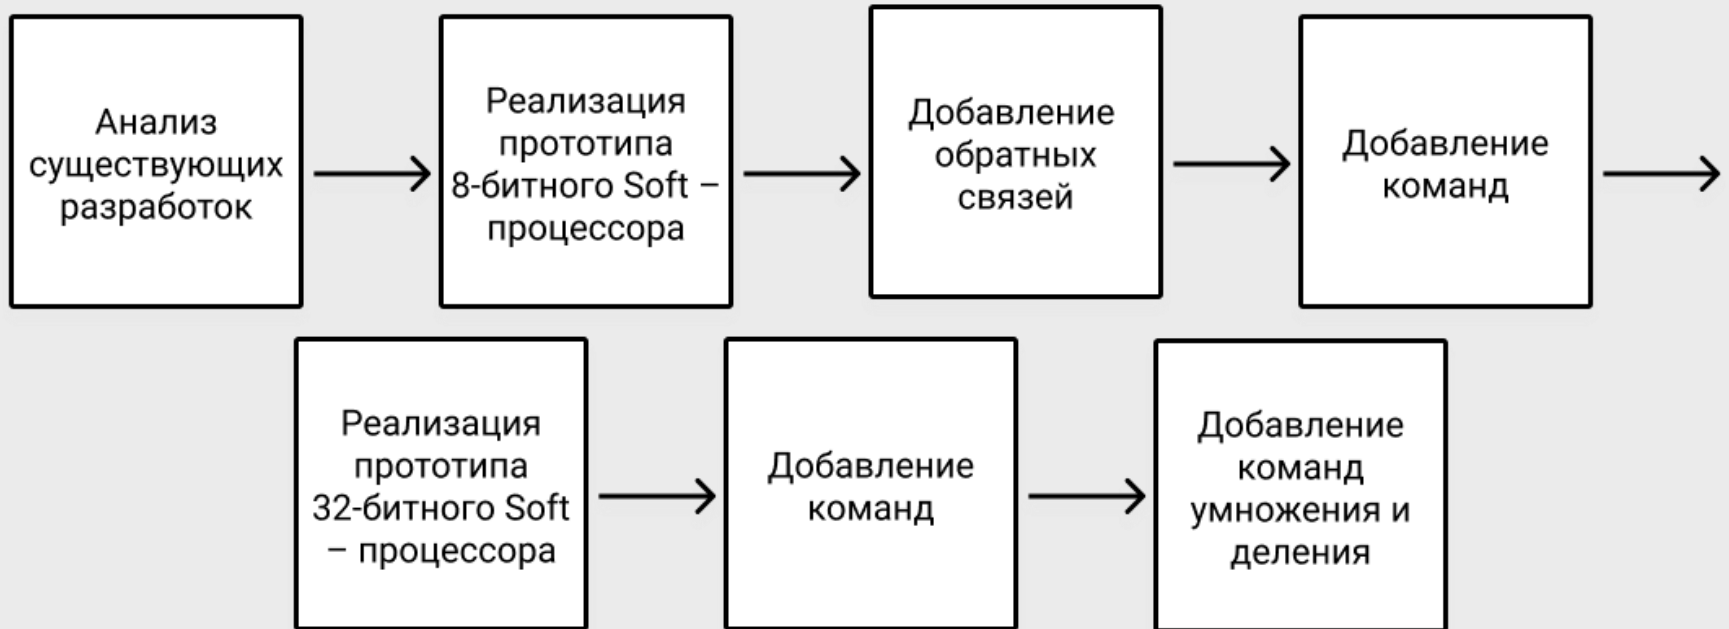 Анализ
существующих
разработок
Реализация
прототипа
8-битного Soft –
процессора
Добавление
обратных
связей
Добавление
команд
Реализация
прототипа
32-битного Soft
– процессора
Добавление
команд
Добавление
команд
умножения и
деления